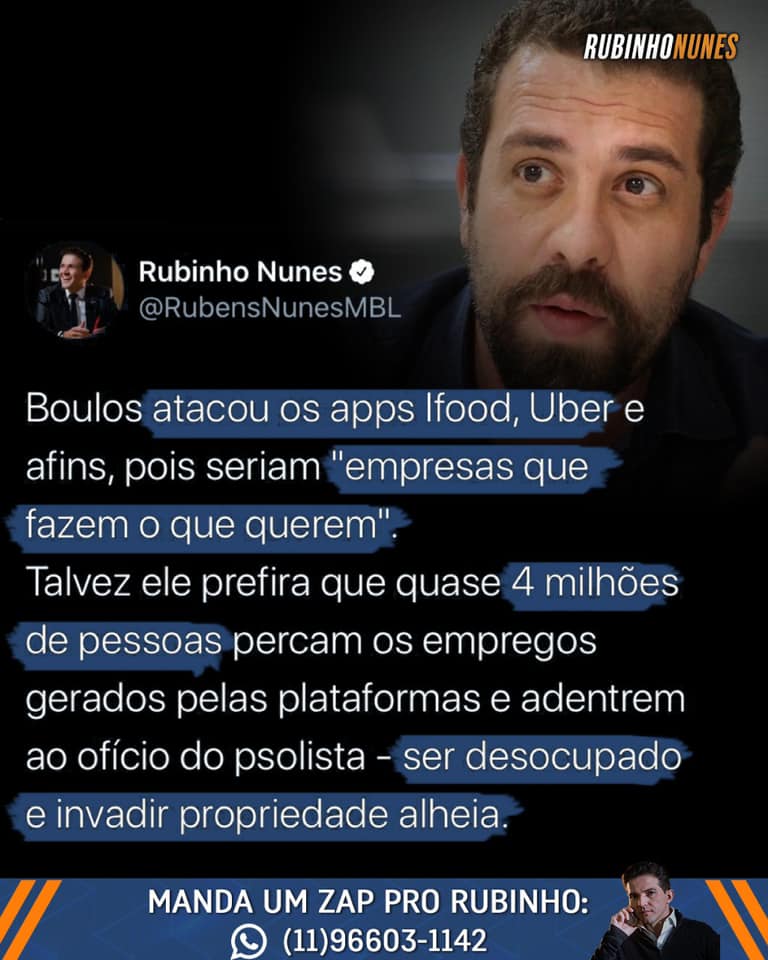 RUBINHONUNES
Rubinho Nunes
@RubensNunesMBL
Boulos atacou os apps Ifood, Uber e
afins, pois seriam "empresas que
fazem o que querem".
Talvez ele prefira que quase 4 milhões
de pessoas percam os empregos
gerados pelas plataformas e adentrem
ao ofício do psolista - ser desocupado
e invadir propriedade alheia.
MANDA UM ZAP PRO RUBINHO:
(11)96603-1142